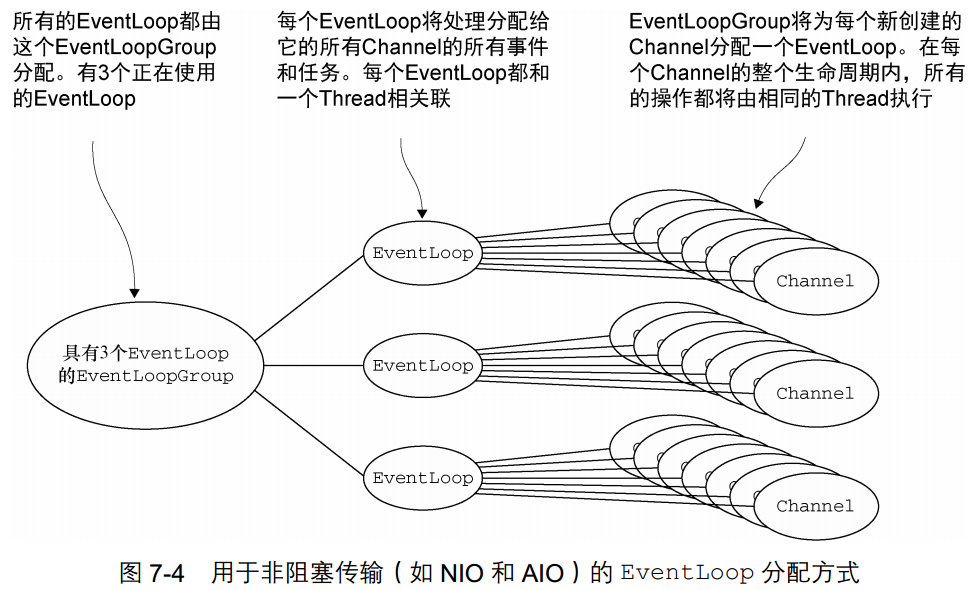 所有的EventLoop都由
这个EventLoopGroup
分配。有3个正在使用
的EventLoop
每个EventLoop将处理分配给
它的所有Channel的所有事件
和任务。每个EventLoop都和
一个Thread相关联
EventLoopGroup将为每个新创建的
Channel分配一个EventLoop。在每
个Channel的整个生命周期内，所有
的操作都将由相同的Thread执行
具有3个EventLoop
的EventLoopGroup
EventLoop
Channel
EventLoop
Channel
EventLoop
Channel
图 7-4 用于非阻塞传输（如 NIO 和 AIO）的 EventLoop 分配方式